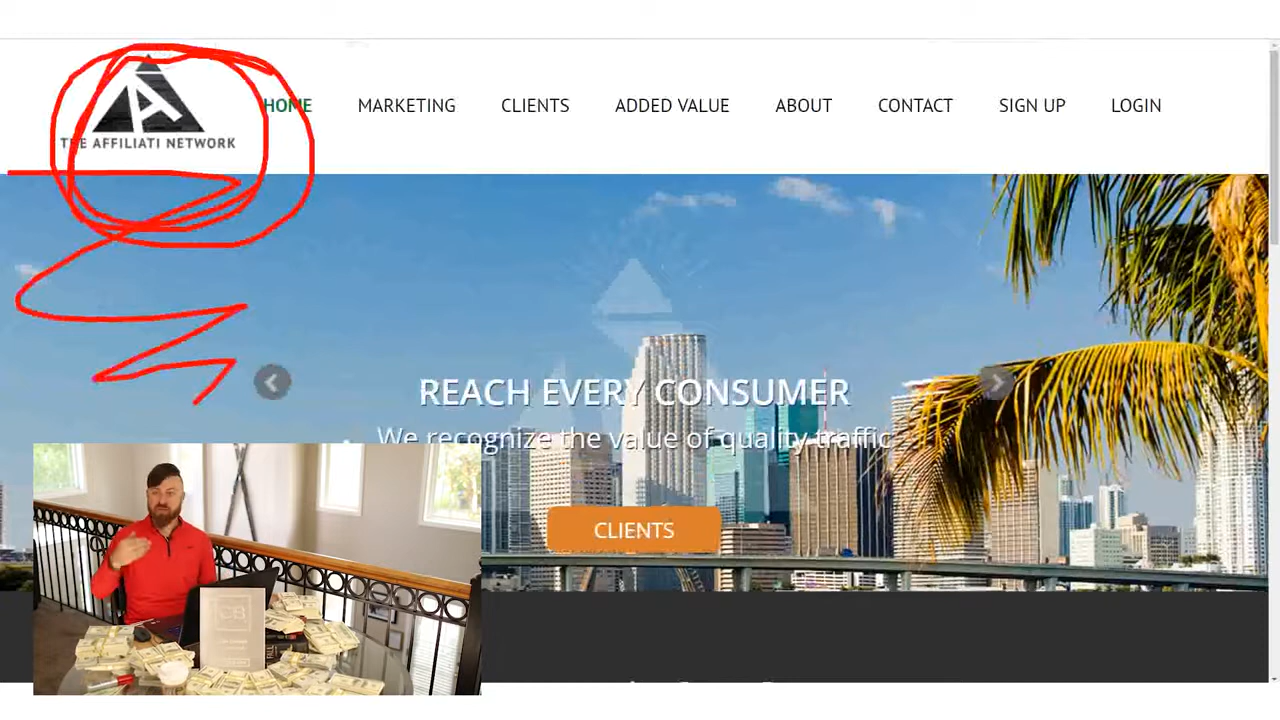 THE AFFILIATI NETWORK
HOME MARKETING CLIENTS ADDED VALUE ABOUT CONTACT SIGN UP LOGIN
REACH EVERY CONSUMER
We recognize the value of quality traffic
CLIENTS
CB